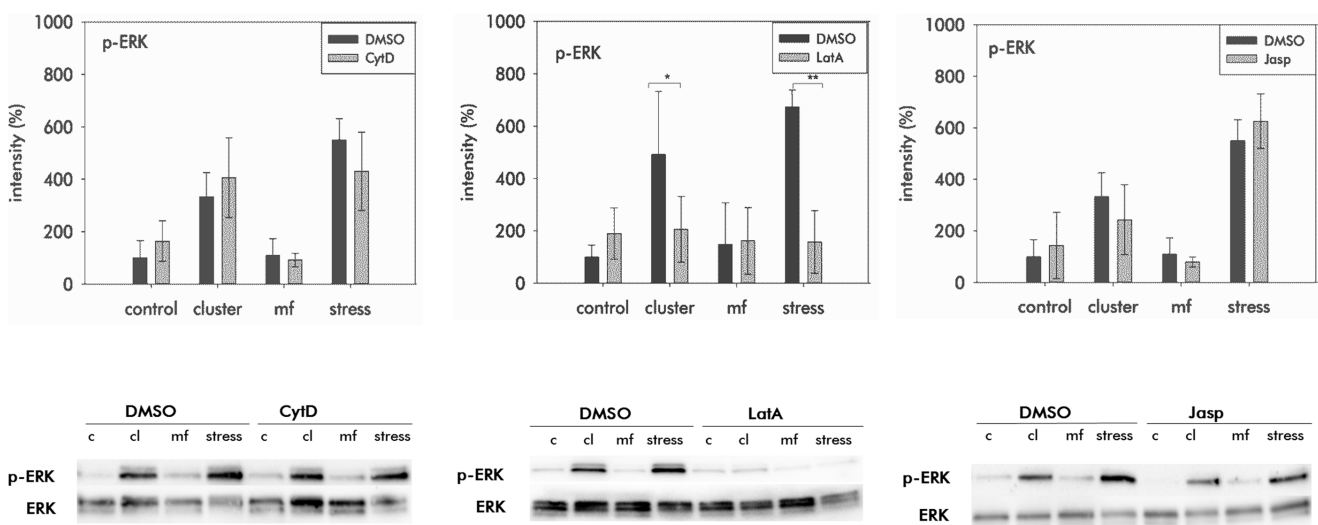 1000
p-ERK
DMSO
CytD
800
600
400
200
0
intensity (%)
control cluster mf stress
1000
p-ERK
DMSO
LatA
800
*
**
600
400
200
0
intensity (%)
control cluster mf stress
1000
p-ERK
DMSO
Jasp
800
600
400
200
0
intensity (%)
control cluster mf stress
DMSO CytD
c cl mf stress c cl mf stress
p-ERK
ERK
DMSO LatA
c cl mf stress c cl mf stress
p-ERK
ERK
DMSO Jasp
c cl mf stress c cl mf stress
p-ERK
ERK